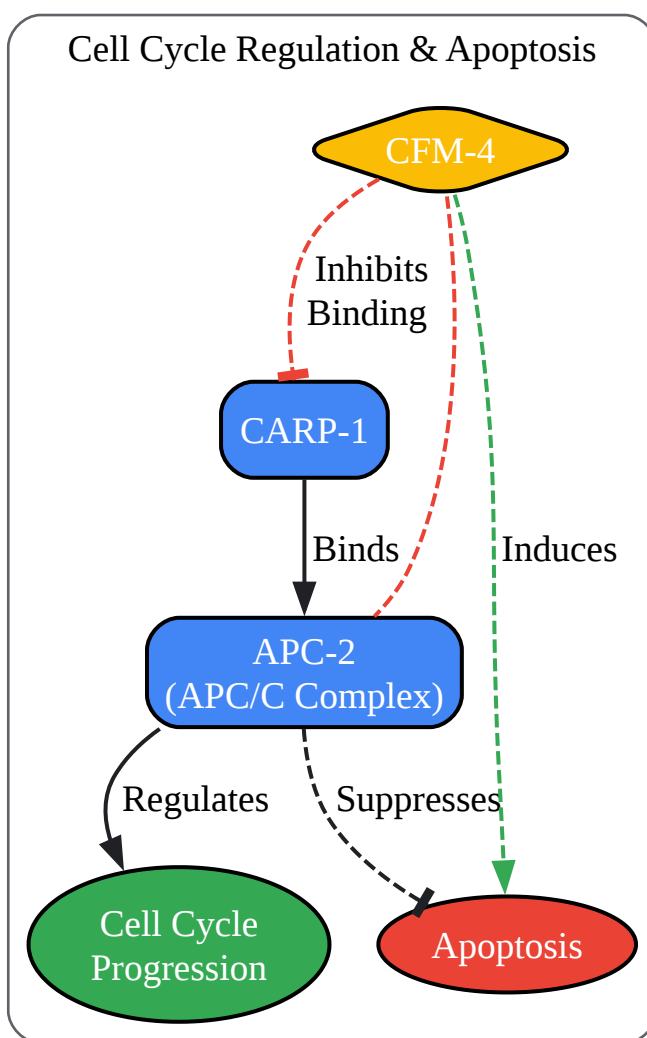 Cell Cycle Regulation & Apoptosis
CFM-4
Inhibits
Binding
CARP-1
Binds
Induces
APC-2
(APC/C Complex)
Regulates
Suppresses
Cell Cycle
Progression
Apoptosis